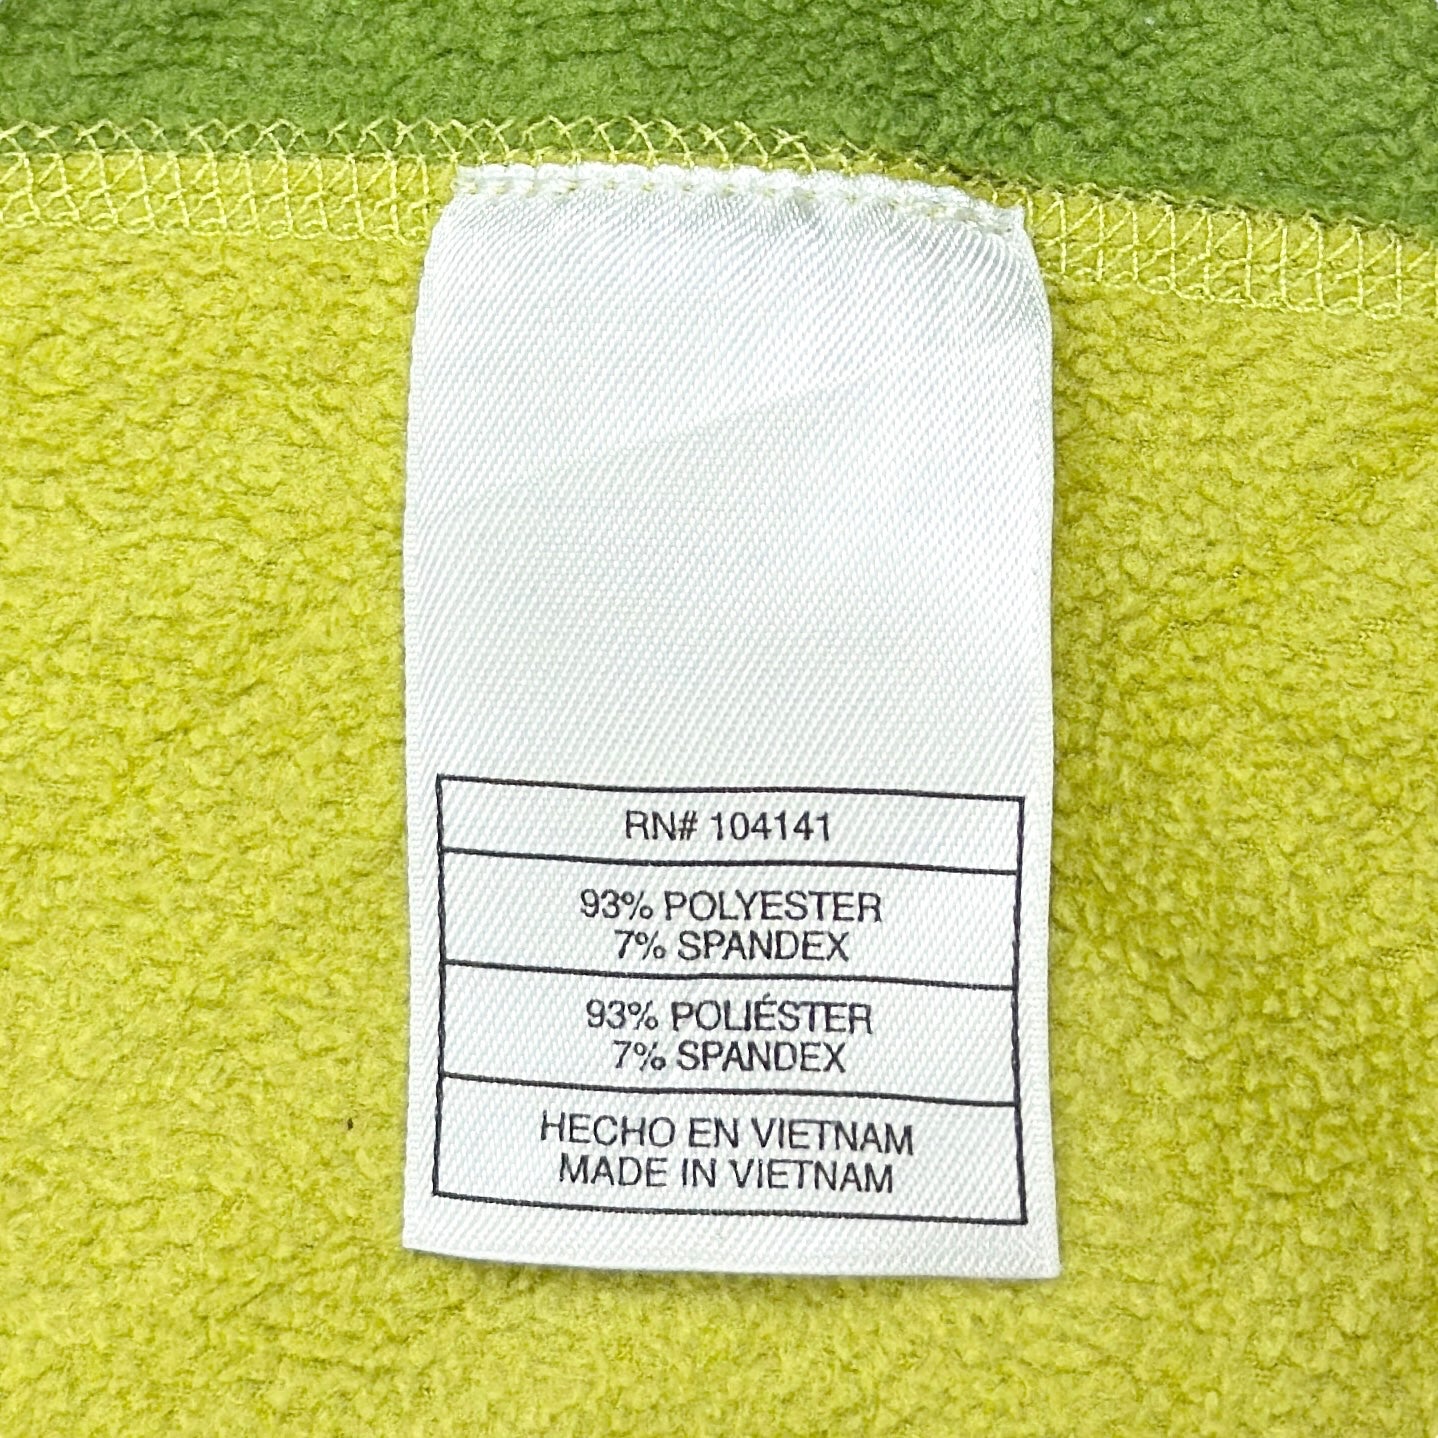 RN# 104141
93% POLYESTER
7% SPANDEX
93% POLIÉSTER
7% SPANDEX
HECHO EN VIETNAM
MADE IN VIETNAM